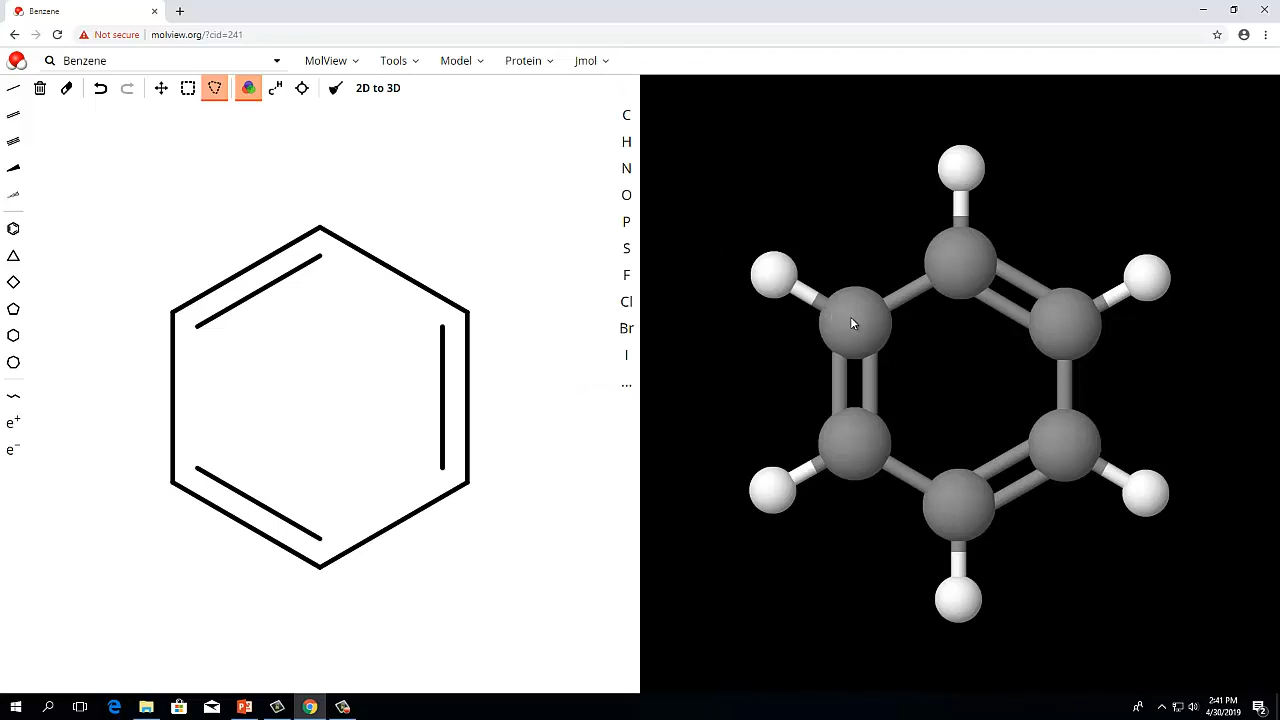 Benzene
Not secure | molview.org/?cid=241
Benzene
MolView Tools Model Protein Jmol
2D to 3D
C H
C
H
N
O
P
S
F
Cl
Br
I
...
e+
e−
2:41 PM
4/30/2019
2